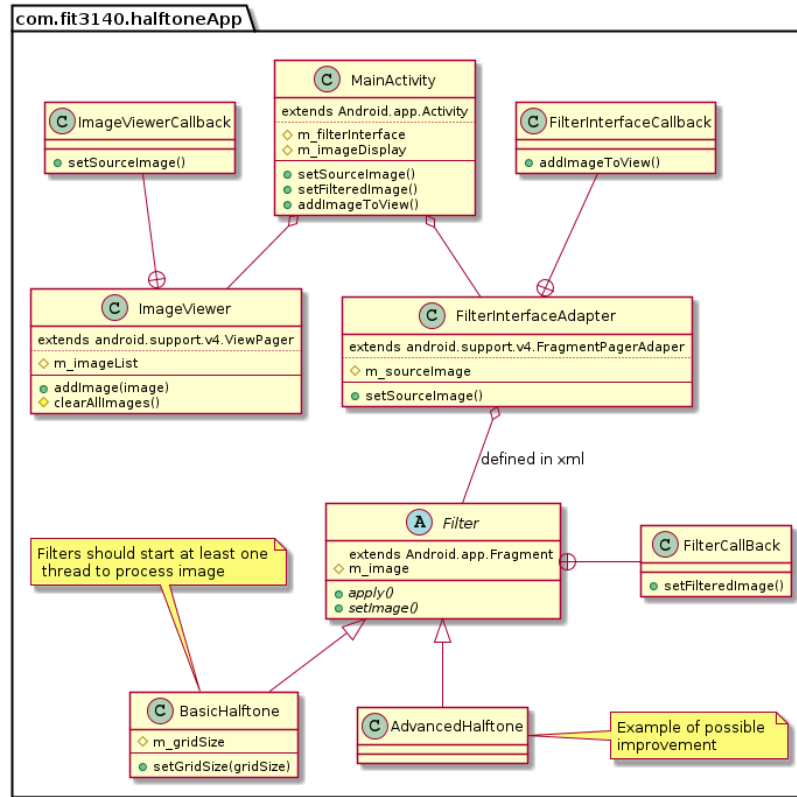 com.fit3140.halftoneApp
C MainActivity
extends Android.app.Activity
m_filterInterface
m_imageDisplay
setSourceImage()
setFilteredImage()
addImageToView()
C ImageViewerCallback
setSourceImage()
C FilterInterfaceCallback
addImageToView()
C ImageViewer
extends android.support.v4.ViewPager
m_imageList
addImage(image)
clearAllImages()
C FilterInterfaceAdapter
extends android.support.v4.FragmentPagerAdaper
m_sourceImage
setSourceImage()
defined in xml
A Filter
extends Android.app.Fragment
m_image
apply()
setImage()
C FilterCallBack
setFilteredImage()
Filters should start at least one
thread to process image
C BasicHalftone
m_gridSize
setGridSize(gridSize)
C AdvancedHalftone
Example of possible
improvement